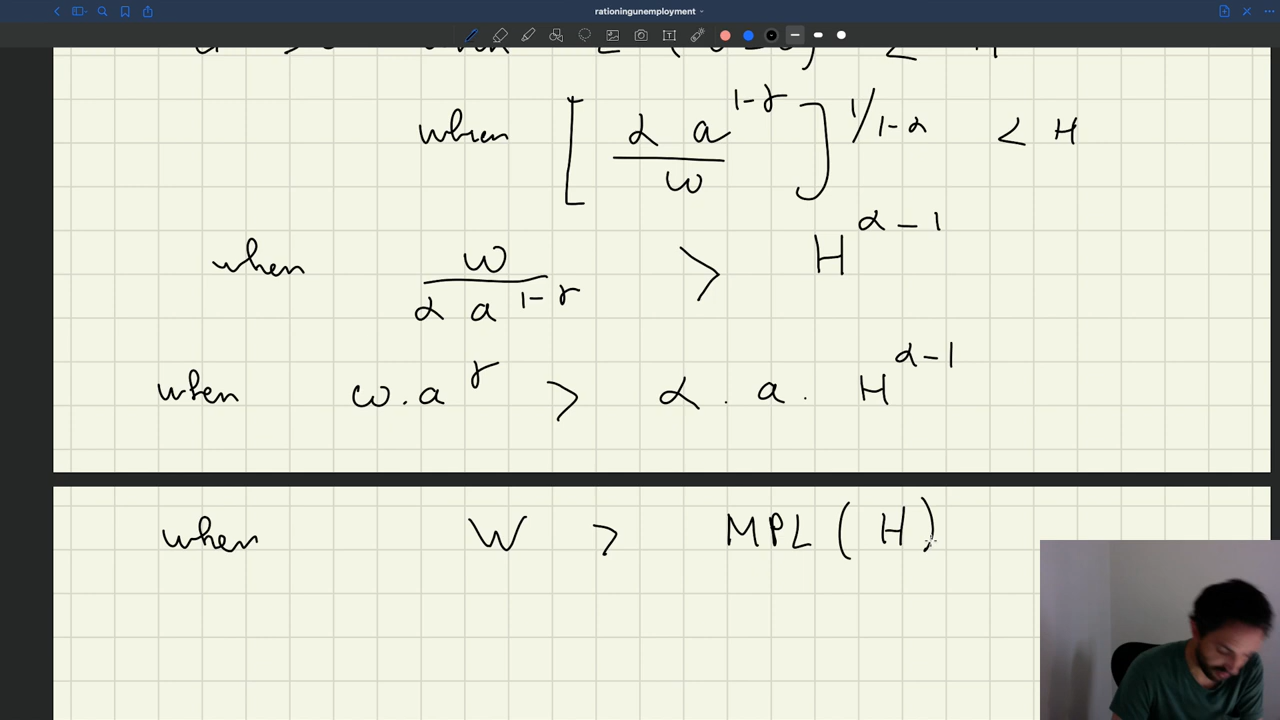 rationingunemployment
when [ α a^{1-γ} / ω ]^{1/1-α} < H
when ω / α a^{1-γ} > H^{α-1}
when ω . a^γ > α . a . H^{α-1}
when W > MPL ( H )